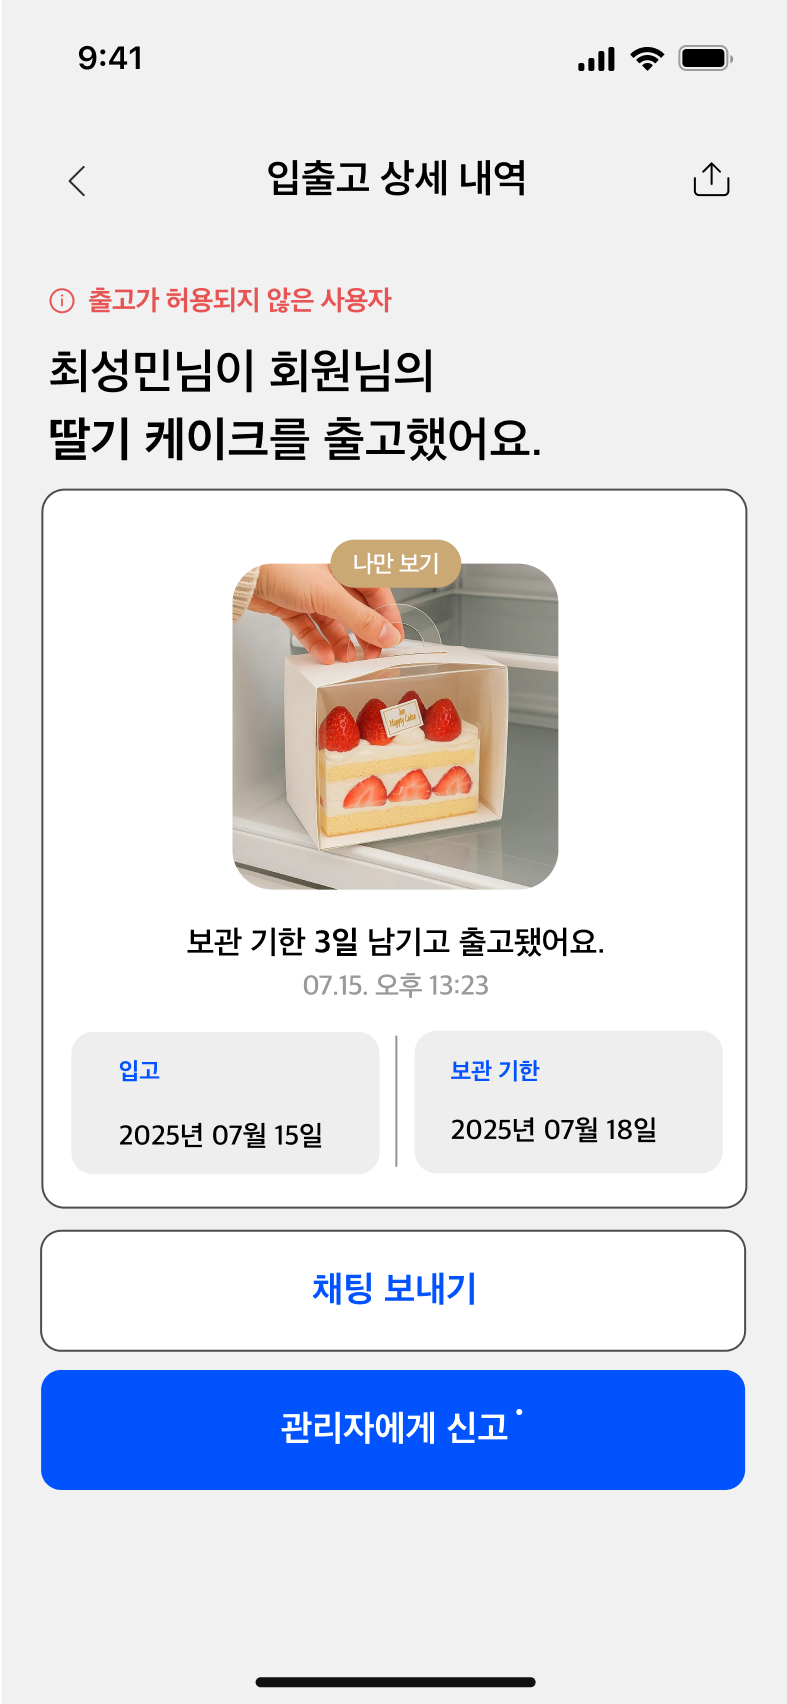 9:41
입출고 상세 내역
출고가 허용되지 않은 사용자
최성민님이 회원님의
딸기 케이크를 출고했어요.
나만 보기
Happy Cake
보관 기한 3일 남기고 출고됐어요.
07.15. 오후 13:23
입고
2025년 07월 15일
보관 기한
2025년 07월 18일
채팅 보내기
관리자에게 신고